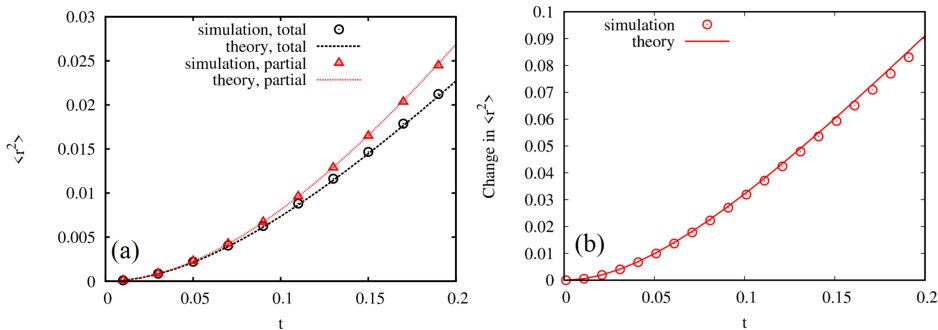 0.03
0.025
0.02
0.015
0.01
0.005
0
<r²>
simulation, total
theory, total
simulation, partial
theory, partial
(a)
0 0.05 0.1 0.15 0.2
t
0.1
0.09
0.08
0.07
0.06
0.05
0.04
0.03
0.02
0.01
0
Change in <r²>
simulation
theory
(b)
0 0.05 0.1 0.15 0.2
t